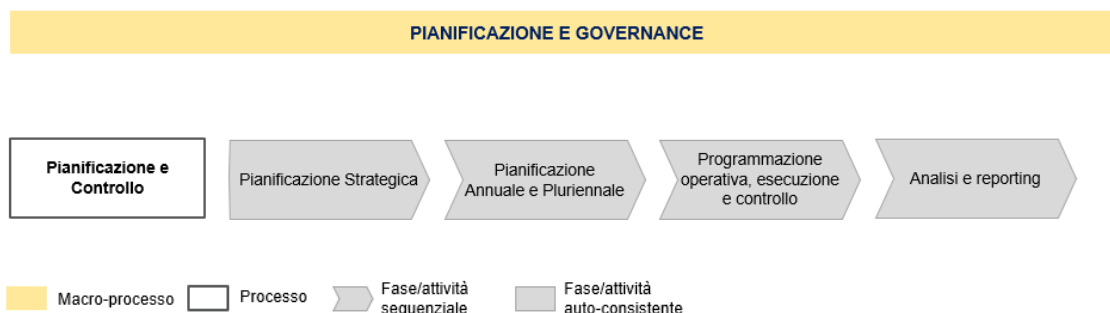 PIANIFICAZIONE E GOVERNANCE
Pianificazione e
Controllo
Pianificazione Strategica
Pianificazione
Annuale e Pluriennale
Programmazione
operativa, esecuzione
e controllo
Analisi e reporting
Macro-processo
Processo
Fase/attività
sequenziale
Fase/attività
auto-consistente